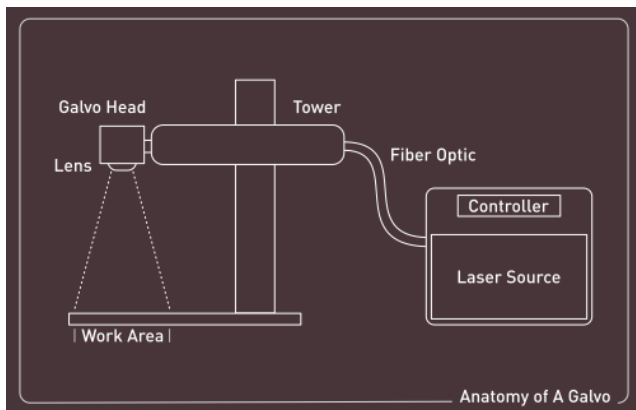 Galvo Head
Tower
Lens
Fiber Optic
Controller
Laser Source
Work Area
Anatomy of A Galvo